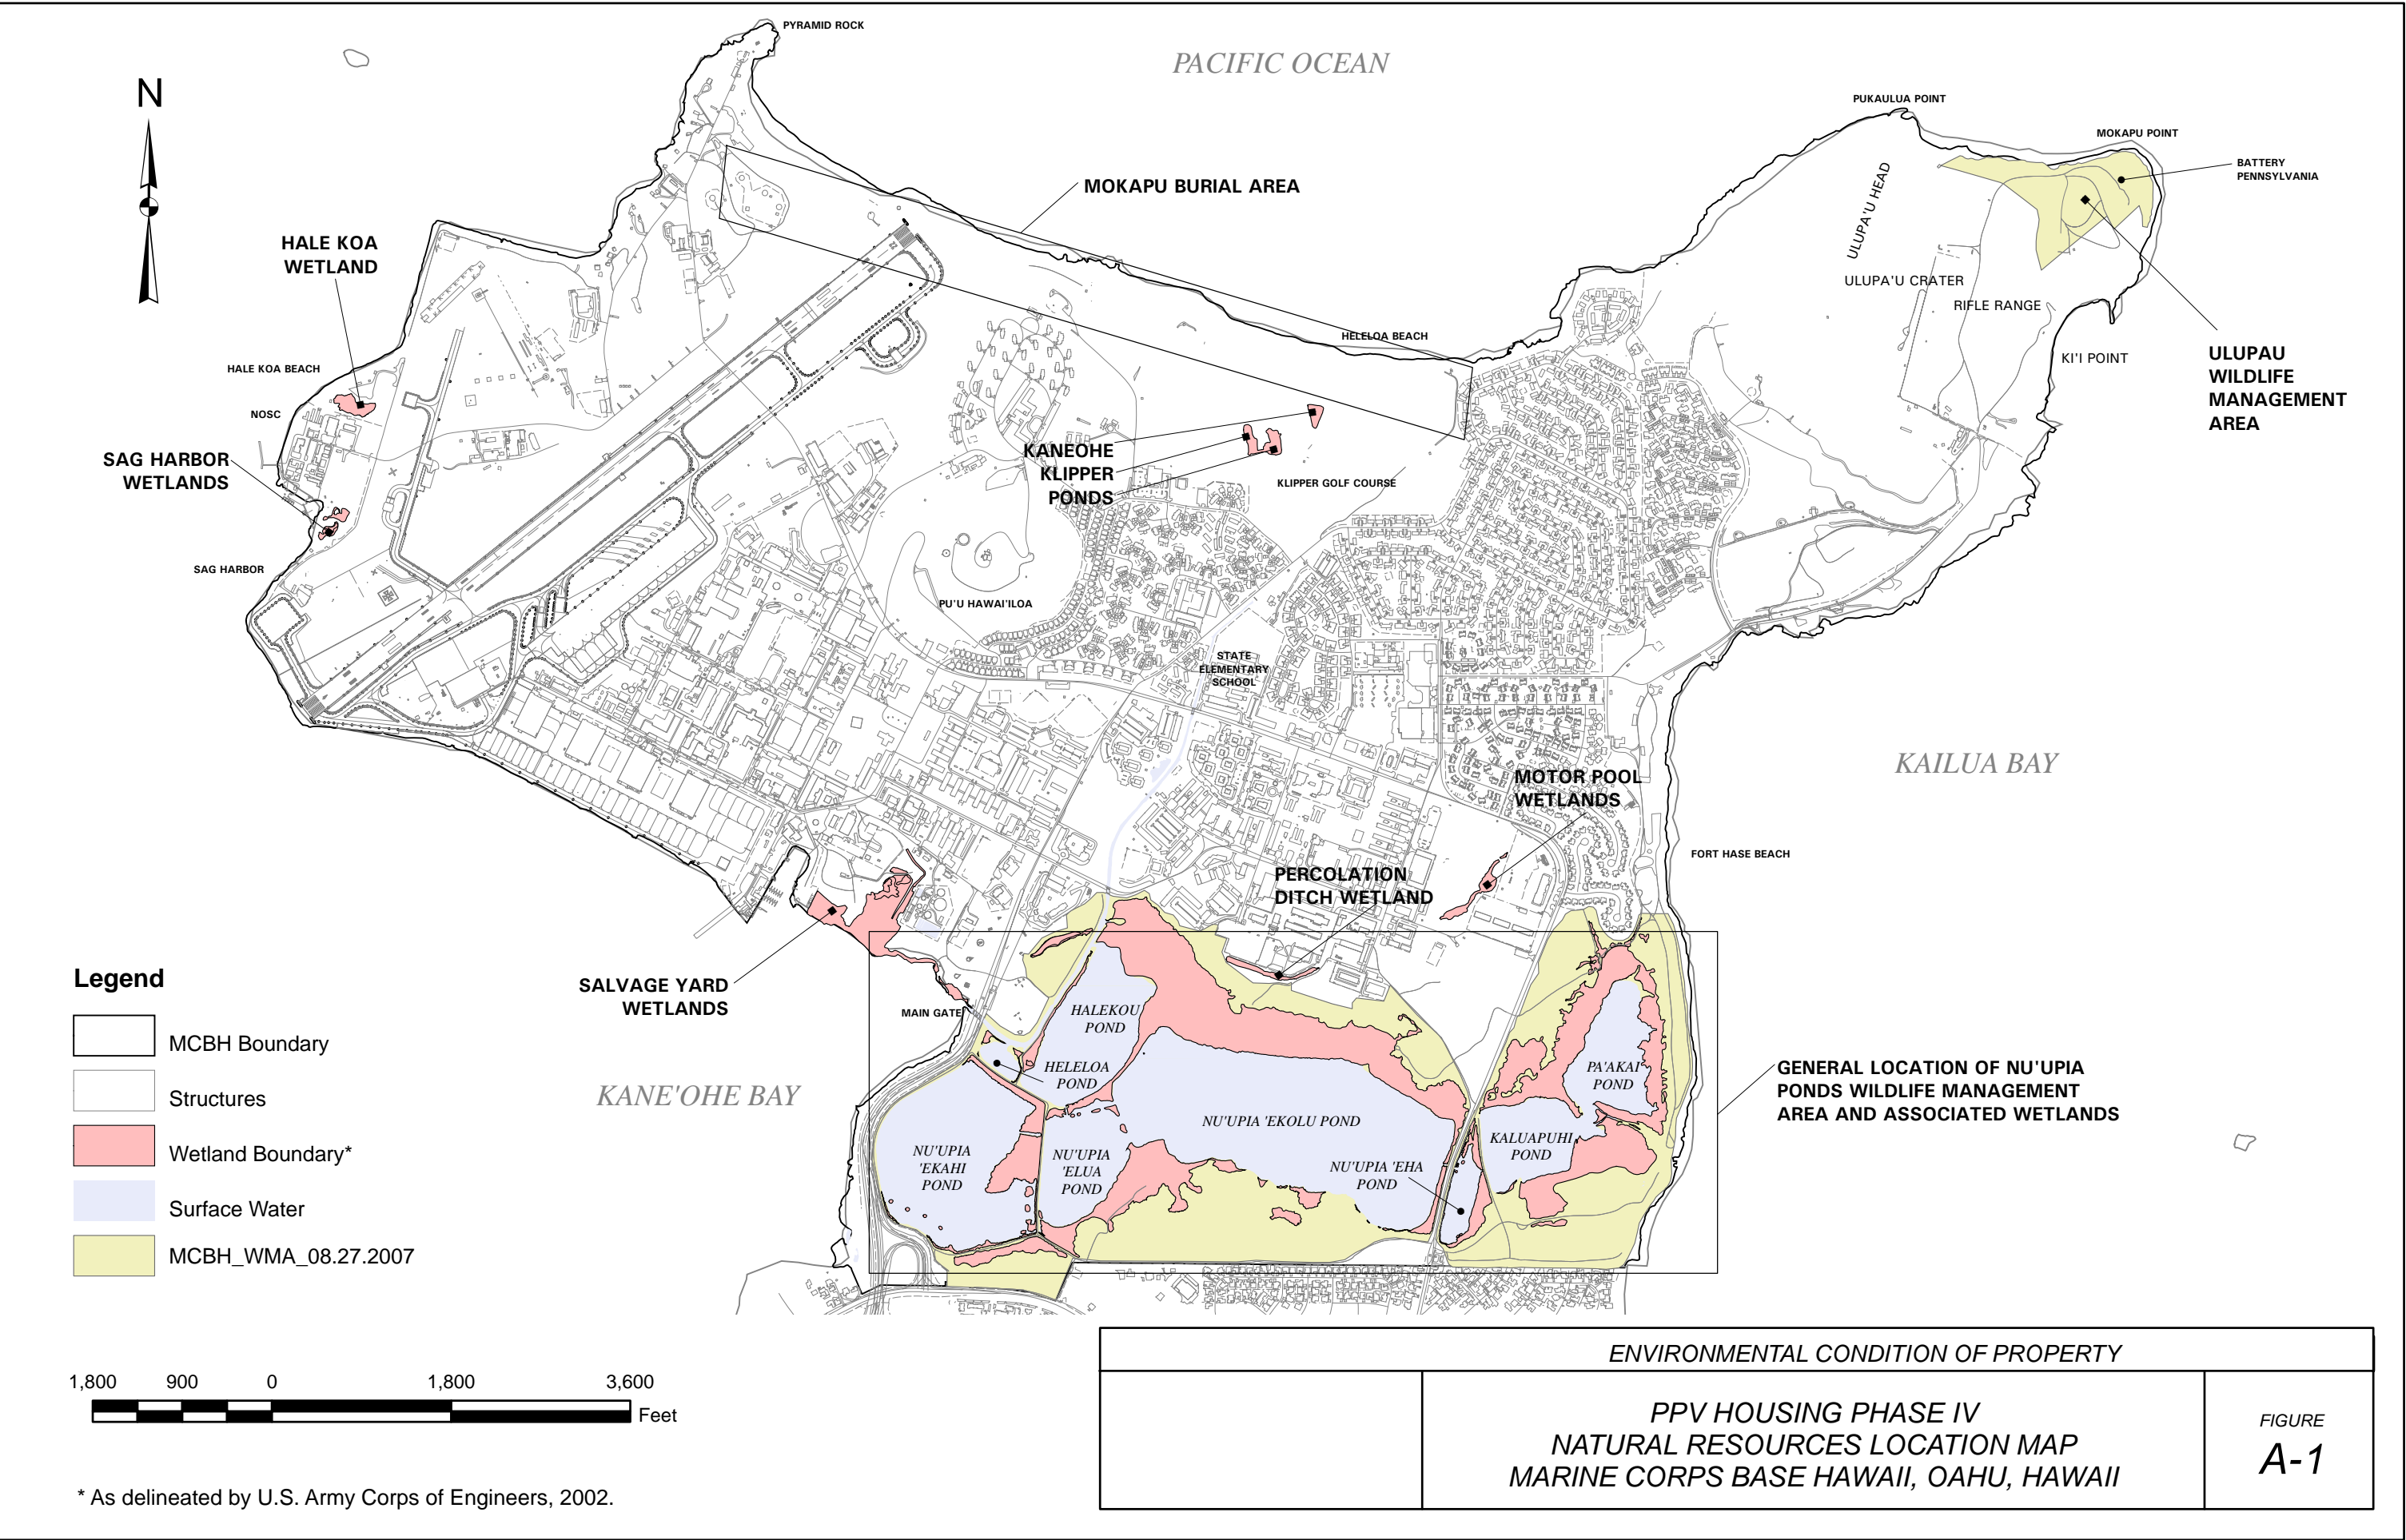 PYRAMID ROCK
PACIFIC OCEAN
N
PUKAULUA POINT
MOKAPU POINT
BATTERY
PENNSYLVANIA
MOKAPU BURIAL AREA
ULUPA'U HEAD
HALE KOA
WETLAND
ULUPA'U CRATER
RIFLE RANGE
HELELOA BEACH
KI'I POINT
ULUPAU
WILDLIFE
MANAGEMENT
AREA
HALE KOA BEACH
NOSC
SAG HARBOR
WETLANDS
KANEOHE
KLIPPER
PONDS
KLIPPER GOLF COURSE
SAG HARBOR
PU'U HAWAI'ILOA
STATE
ELEMENTARY
SCHOOL
KAILUA BAY
MOTOR POOL
WETLANDS
FORT HASE BEACH
PERCOLATION
DITCH WETLAND
SALVAGE YARD
WETLANDS
MAIN GATE
HALEKOU
POND
HELELOA
POND
PA'AKAI
POND
GENERAL LOCATION OF NU'UPIA
PONDS WILDLIFE MANAGEMENT
AREA AND ASSOCIATED WETLANDS
KANE'OHE BAY
NU'UPIA 'EKOLU POND
KALUAPUHI
POND
NU'UPIA
'EKAHI
POND
NU'UPIA
'ELUA
POND
NU'UPIA 'EHA
POND
Legend
MCBH Boundary
Structures
Wetland Boundary*
Surface Water
MCBH_WMA_08.27.2007
1,800 900 0 1,800 3,600
Feet
* As delineated by U.S. Army Corps of Engineers, 2002.
ENVIRONMENTAL CONDITION OF PROPERTY
PPV HOUSING PHASE IV
NATURAL RESOURCES LOCATION MAP
MARINE CORPS BASE HAWAII, OAHU, HAWAII
FIGURE
A-1